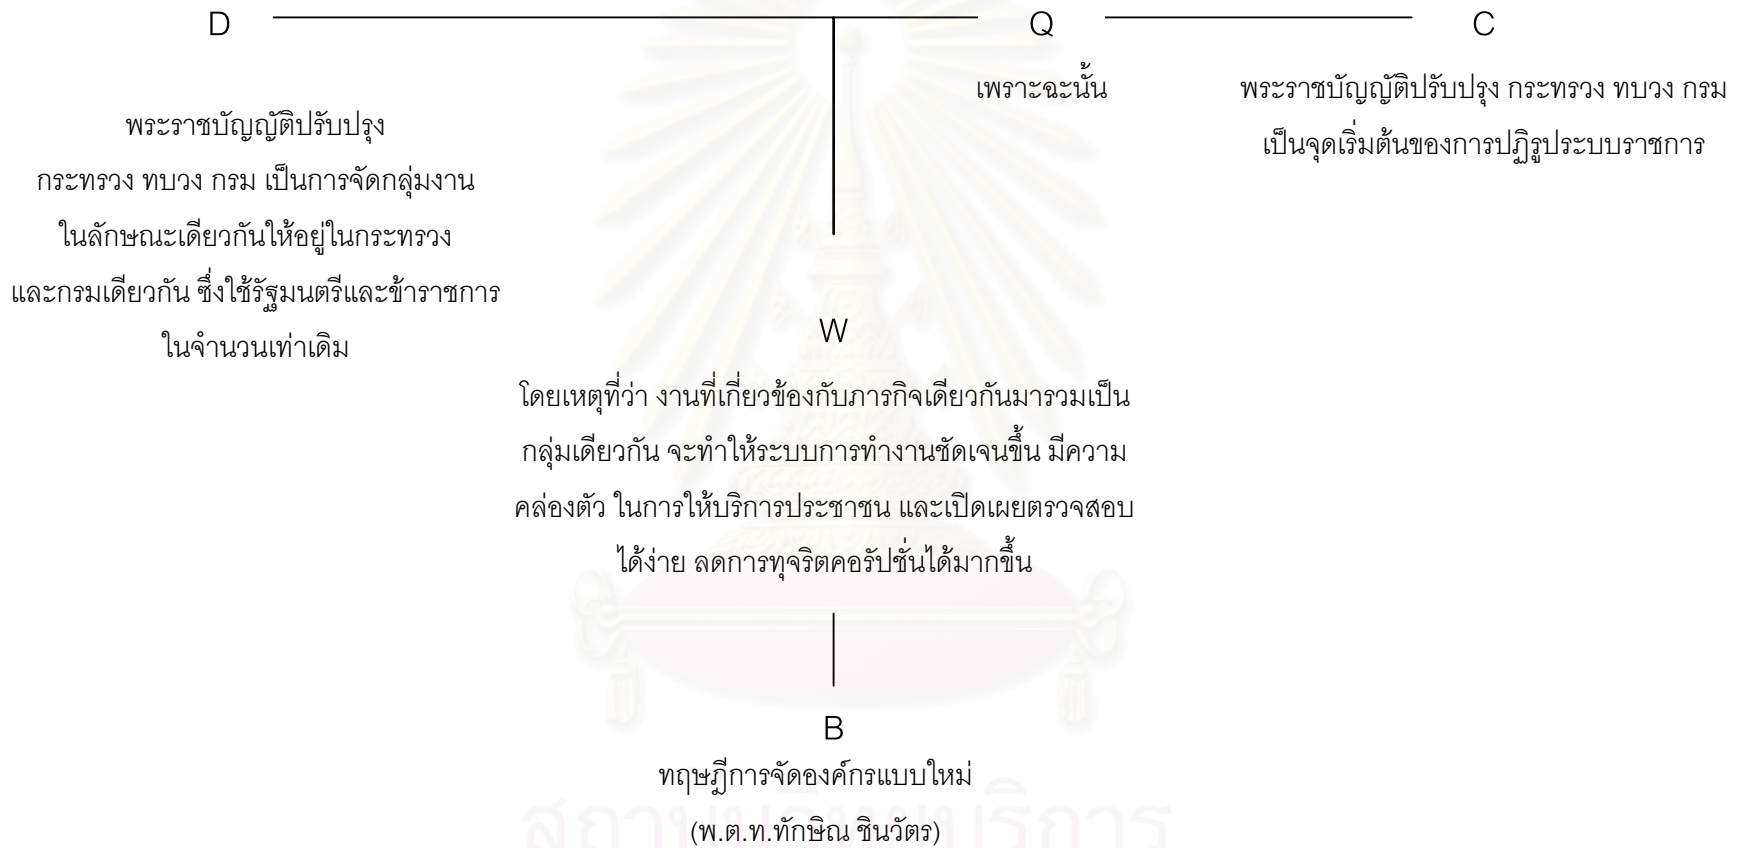 D
Q
C
เพราะฉะนั้น
พระราชบัญญัติปรับปรุง กระทรวง ทบวง กรม
เป็นจุดเริ่มต้นของการปฏิรูประบบราชการ
พระราชบัญญัติปรับปรุง
กระทรวง ทบวง กรม เป็นการจัดกลุ่มงาน
ในลักษณะเดียวกันให้อยู่ในกระทรวง
และกรมเดียวกัน ซึ่งใช้รัฐมนตรีและข้าราชการ
ในจำนวนเท่าเดิม
W
โดยเหตุที่ว่า งานที่เกี่ยวข้องกับภารกิจเดียวกันมารวมเป็น
กลุ่มเดียวกัน จะทำให้ระบบการทำงานชัดเจนขึ้น มีความ
คล่องตัว ในการให้บริการประชาชน และเปิดเผยตรวจสอบ
ได้ง่าย ลดการทุจริตคอรัปชั่นได้มากขึ้น
B
ทฤษฎีการจัดองค์กรแบบใหม่
(พ.ต.ท.ทักษิณ ชินวัตร)
สถาบันวิทยบริการ